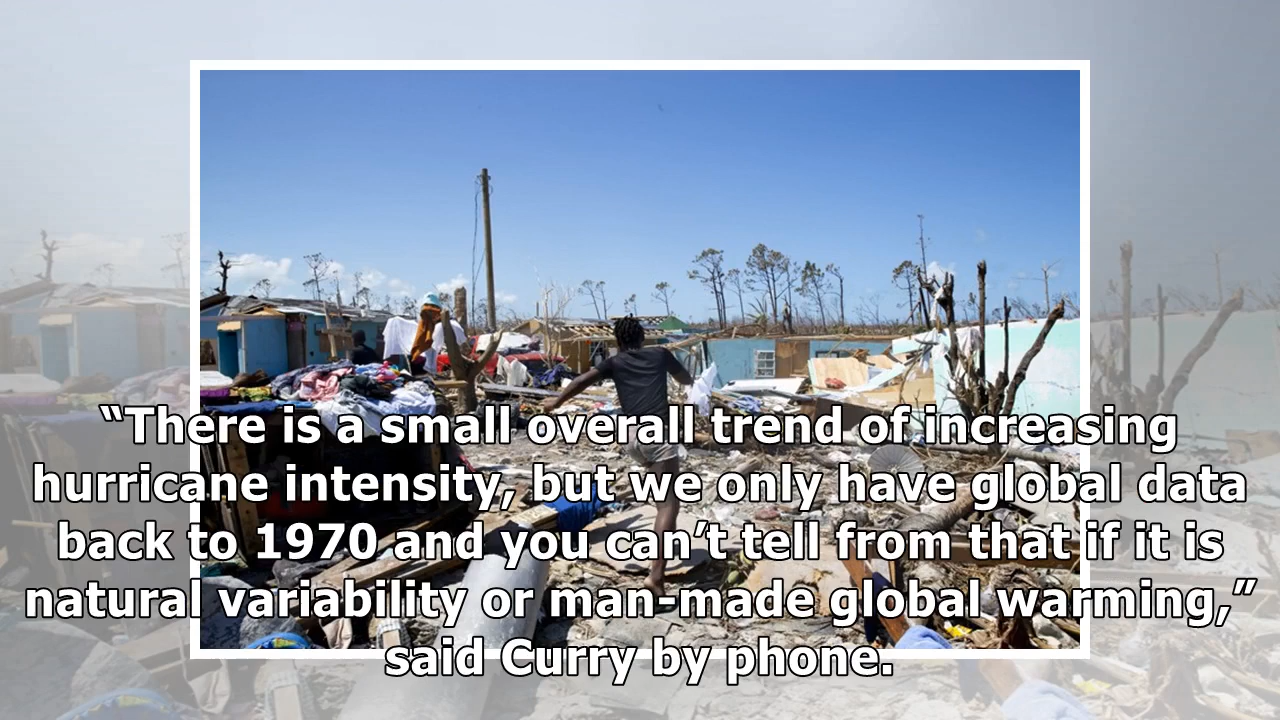 “There is a small overall trend of increasing
hurricane intensity, but we only have global data
back to 1970 and you can’t tell from that if it is
natural variability or man-made global warming,”
said Curry by phone.